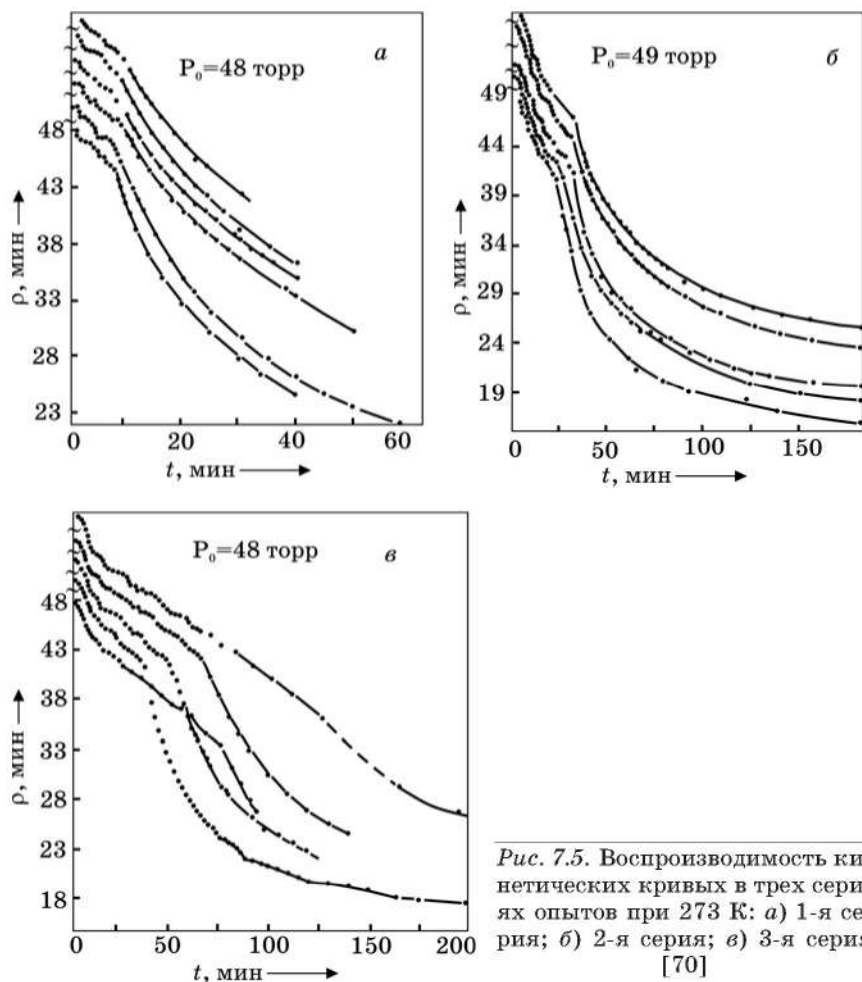 P₀=48 торр
а
48
43
38
33
28
23
ρ, мин
0
20
40
60
t, мин
P₀=49 торр
б
49
44
39
34
29
24
19
ρ, мин
0
50
100
150
t, мин
P₀=48 торр
в
48
43
38
33
28
23
18
ρ, мин
0
50
100
150
200
t, мин
Рис. 7.5. Воспроизводимость ки-
нетических кривых в трех сери-
ях опытов при 273 К: а) 1-я се-
рия; б) 2-я серия; в) 3-я серия
[70]